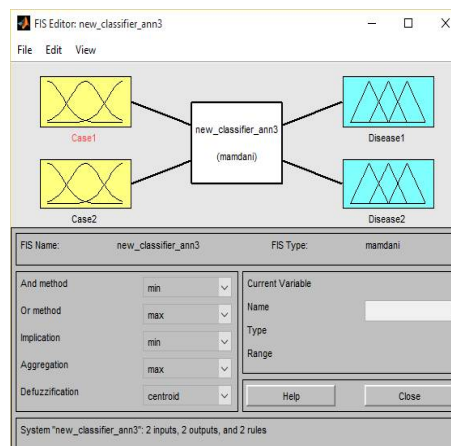 FIS Editor: new_classifier_ann3
File Edit View
new_classifier_ann3
(mamdani)
Case1
Disease1
Case2
Disease2
FIS Name: new_classifier_ann3 FIS Type: mamdani
And method min
Or method max
Implication min
Aggregation max
Defuzzification centroid
Current Variable
Name
Type
Range
Help Close
System "new_classifier_ann3": 2 inputs, 2 outputs, and 2 rules